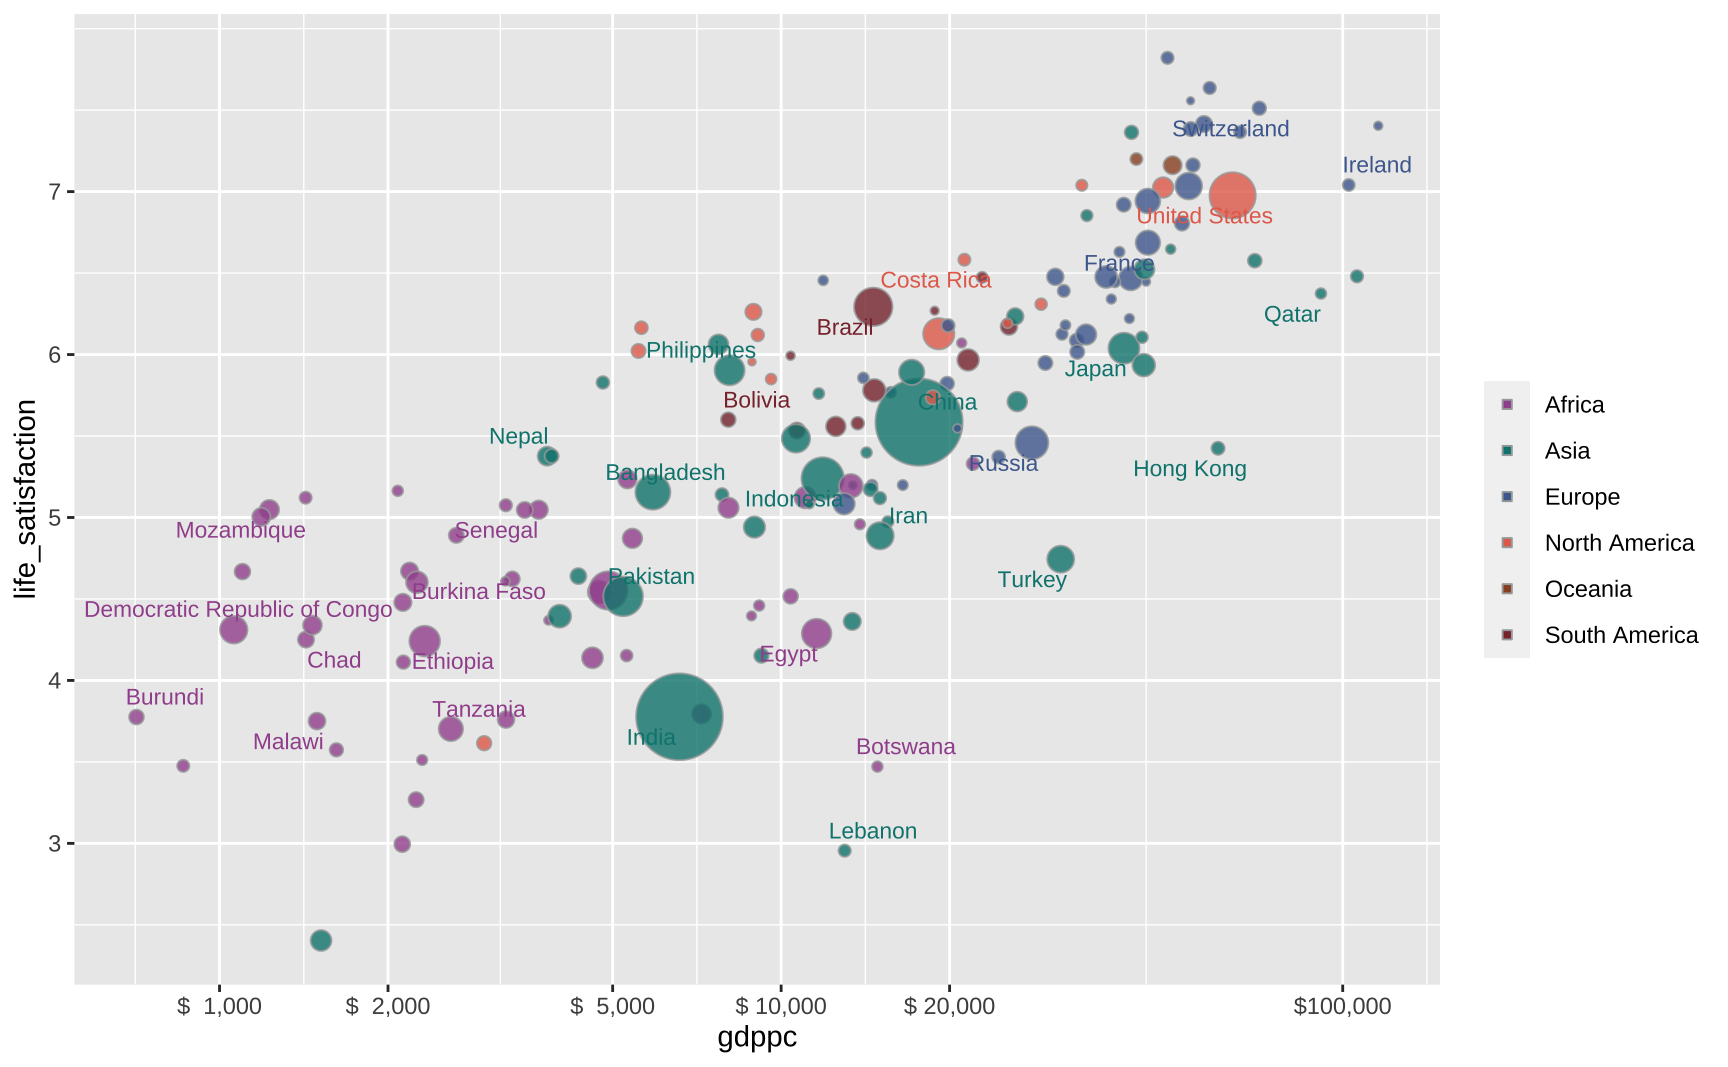 Switzerland
Ireland
7
United States
France
Costa Rica
Qatar
Brazil
6
Philippines
Japan
Bolivia
China
Nepal
Russia
Hong Kong
Bangladesh
Indonesia
5
Mozambique
Senegal
Iran
Pakistan
Turkey
Burkina Faso
Democratic Republic of Congo
Chad
Ethiopia
Egypt
4
Burundi
Tanzania
Malawi
India
Botswana
Lebanon
3
life_satisfaction
$ 1,000
$ 2,000
$ 5,000
$ 10,000
$ 20,000
$100,000
gdppc
Africa
Asia
Europe
North America
Oceania
South America